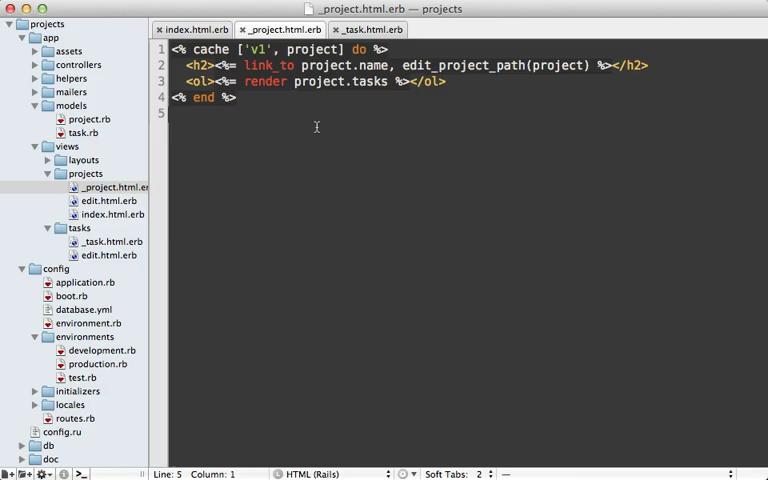 _project.html.erb — projects
projects
app
assets
controllers
helpers
mailers
models
project.rb
task.rb
views
layouts
projects
_project.html.er
edit.html.erb
index.html.erb
tasks
_task.html.erb
edit.html.erb
config
application.rb
boot.rb
database.yml
environment.rb
environments
development.rb
production.rb
test.rb
initializers
locales
routes.rb
config.ru
db
doc
index.html.erb
_project.html.erb
_task.html.erb
1 <% cache ['v1', project] do %>
2 <h2><%= link_to project.name, edit_project_path(project) %></h2>
3 <ol><%= render project.tasks %></ol>
4 <% end %>
5
Line: 5 Column: 1 HTML (Rails) Soft Tabs: 2 —